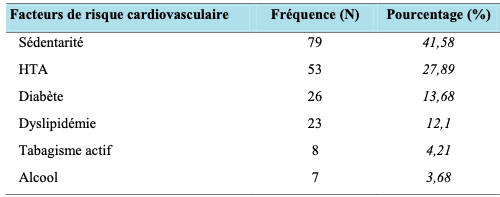 Facteurs de risque cardiovasculaire Fréquence (N) Pourcentage (%)
Sédentarité 79 41,58
HTA 53 27,89
Diabète 26 13,68
Dyslipidémie 23 12,1
Tabagisme actif 8 4,21
Alcool 7 3,68